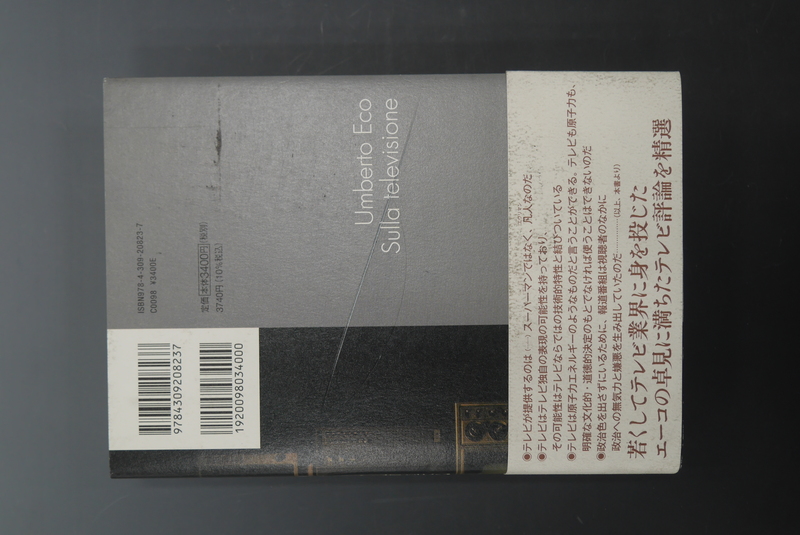 Umberto Eco
Sulla televisione
ISBN978-4-309-20823-7
C0098 ¥3400E
定価 本体3400円(税別)
3740円(10%税込)
9784309208237
1920098034000
●テレビが提供するのは(…)スーパーマンではなく、凡人なのだ
●テレビはテレビ独自の表現の可能性を持っており、
その可能性はテレビならではの技術的特性と結びついている
●テレビは原子力エネルギーのようなものだと言うことができる。テレビも原子力も、
明確な文化的・道徳的決定のもとでなければ使うことはできないのだ
●政治色を出さずにいるために、報道番組は視聴者のなかに
政治への無気力と嫌悪を生み出していたのだ……………(以上、本書より)
若くしてテレビ業界に身を投じた
エーコの卓見に満ちたテレビ評論を精選